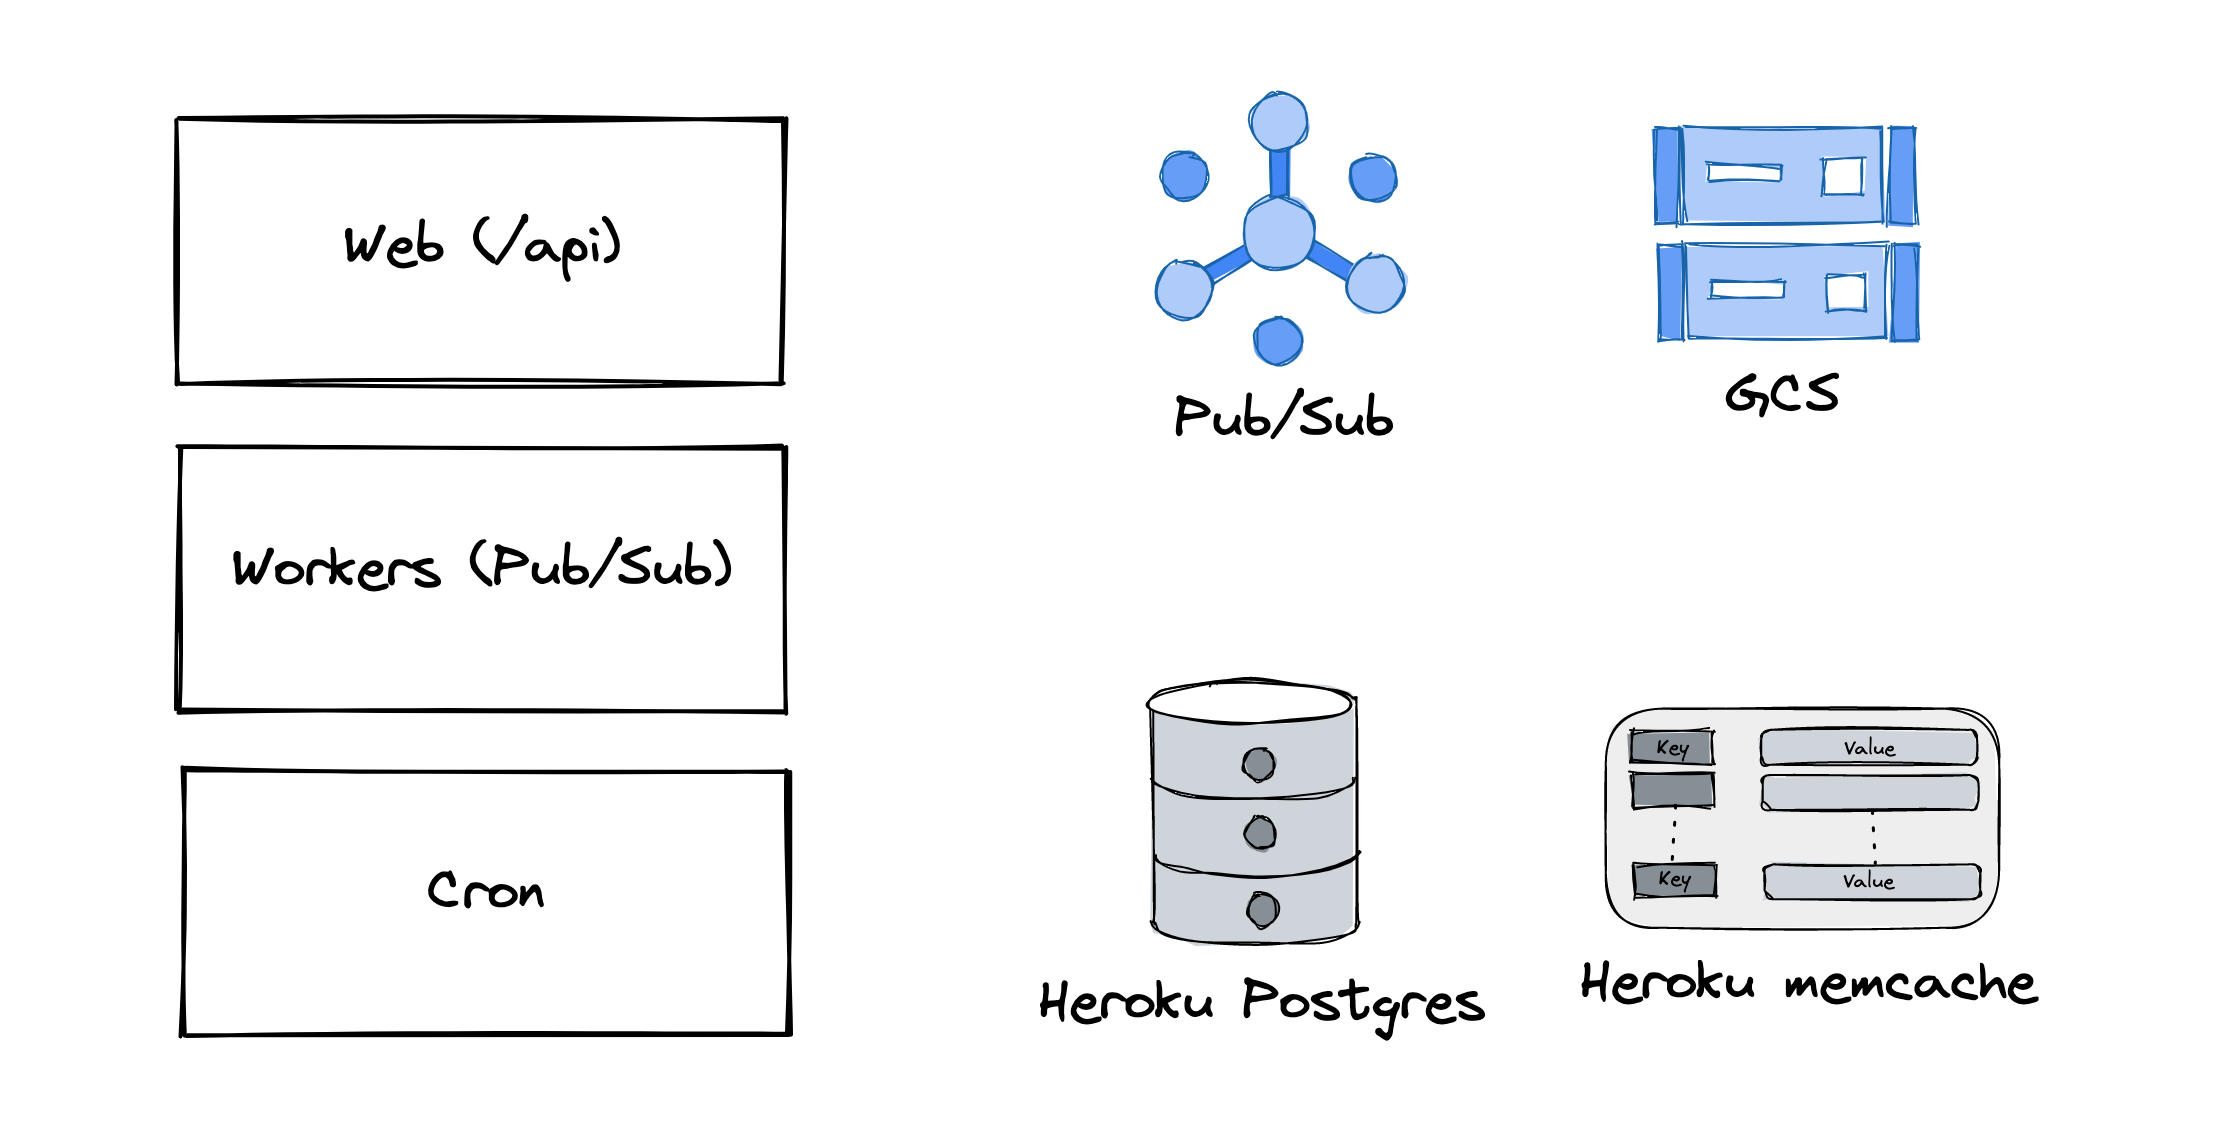 Web (/api)
Workers (Pub/Sub)
Cron
Pub/Sub
GCS
Heroku Postgres
Key
Value
Key
Value
Heroku memcache